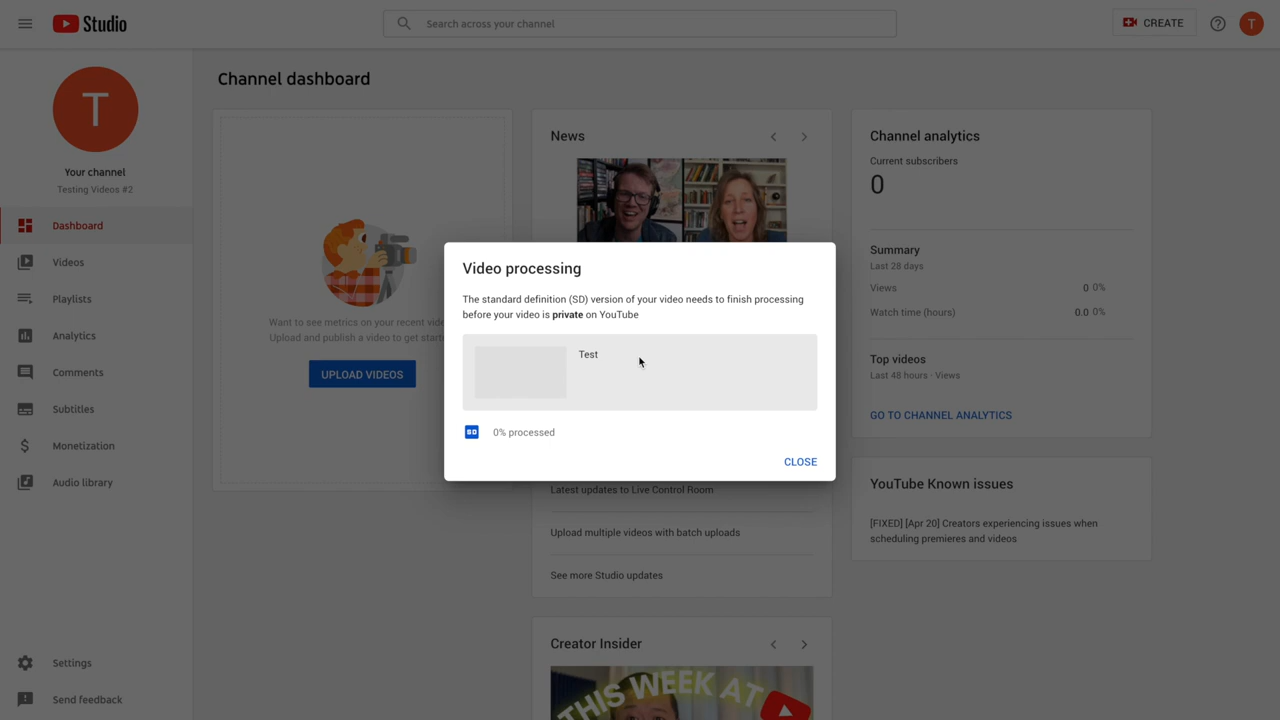 Studio
Search across your channel
CREATE
T
T
Your channel
Testing Videos #2
Dashboard
Videos
Playlists
Analytics
Comments
Subtitles
Monetization
Audio library
Settings
Send feedback
Channel dashboard
Want to see metrics on your recent vide
Upload and publish a video to get starte
UPLOAD VIDEOS
News
Latest updates to Live Control Room
Upload multiple videos with batch uploads
See more Studio updates
Creator Insider
THIS WEEK AT
Channel analytics
Current subscribers
0
Summary
Last 28 days
Views 0 0%
Watch time (hours) 0.0 0%
Top videos
Last 48 hours · Views
GO TO CHANNEL ANALYTICS
YouTube Known issues
[FIXED] [Apr 20] Creators experiencing issues when
scheduling premieres and videos
Video processing
The standard definition (SD) version of your video needs to finish processing
before your video is private on YouTube
Test
SD 0% processed
CLOSE